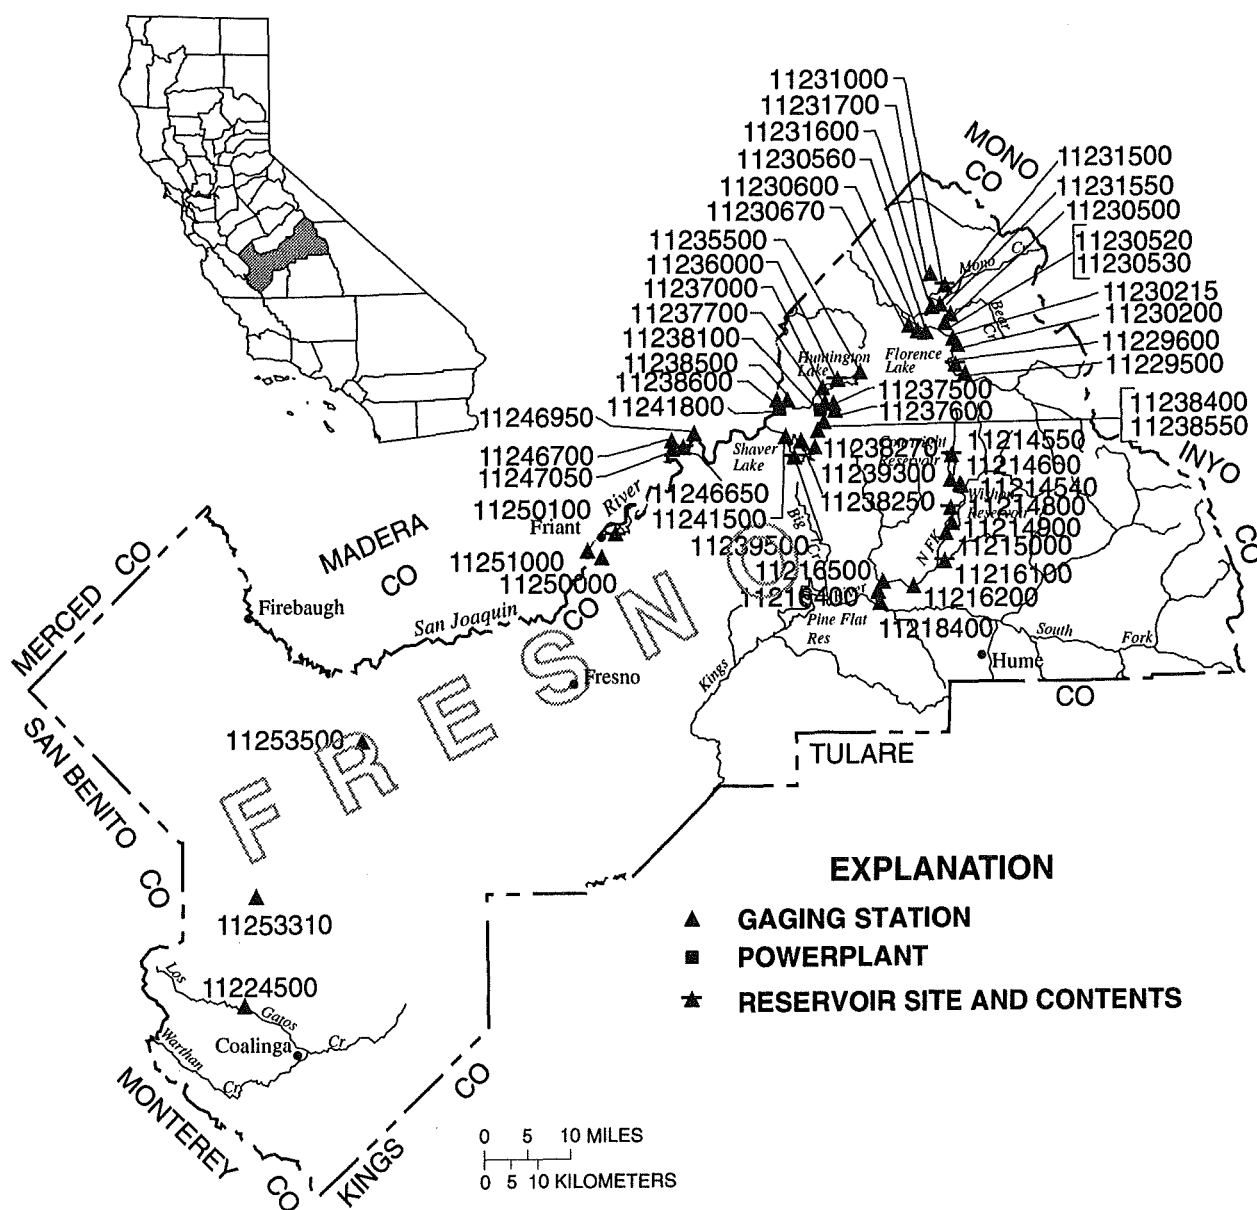 11231000
11231700
11231600
11230560
11230600
11230670
11235500
11236000
11237000
11237700
11238100
11238500
11238600
11241800
11246950
11246700
11247050
11250100
Friant
11251000
11250000
MONO
CO
11231500
11231550
11230500
11230520
11230530
11230215
11230200
11229600
11229500
Mono
Cr
Bear
Cr
Huntington
Lake
Florence
Lake
11237500
11237600
11238400
11238550
INYO
CO
Shaver
Lake
11238270
11239300
11238250
Reservoir
11214550
11214600
11214540
11214800
11214900
11215000
11216100
11216200
Reservoir
N FK
11246650
11241500
11239500
Big
11216500
11218400
Pine Flat
Res
South
Fork
Hume
Kings
River
MADERA
CO
San Joaquin
CO
Firebaugh
MERCED CO
SAN BENITO CO
FRESNO
Fresno
CO
TULARE
11253500
11253310
11224500
Los
Gatos
Cr
Coalinga
Warthan
Cr
MONTEREY CO
KINGS CO
EXPLANATION
GAGING STATION
POWERPLANT
RESERVOIR SITE AND CONTENTS
0 5 10 MILES
0 5 10 KILOMETERS